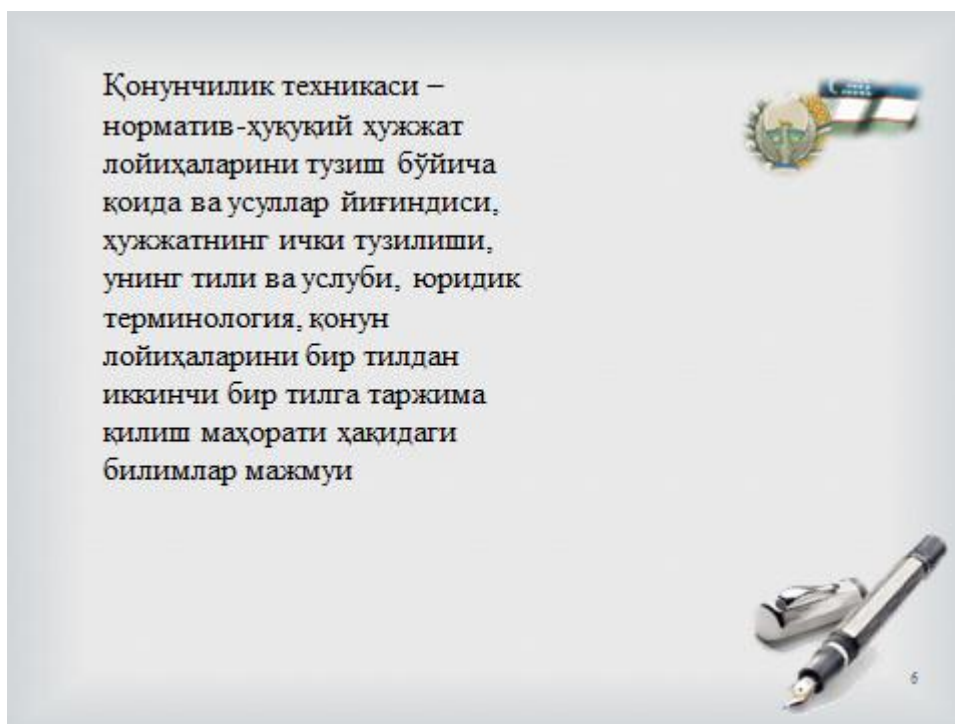 Қонунчилик техникаси –
норматив-ҳуқуқий ҳужжат
лойиҳаларини тузиш бўйича
қоида ва усуллар йиғиндиси,
ҳужжатнинг ички тузилиши,
унинг тили ва услуби, юридик
терминология, қонун
лойиҳаларини бир тилдан
иккинчи бир тилга таржима
қилиш маҳорати ҳақидаги
билимлар мажмуи
6